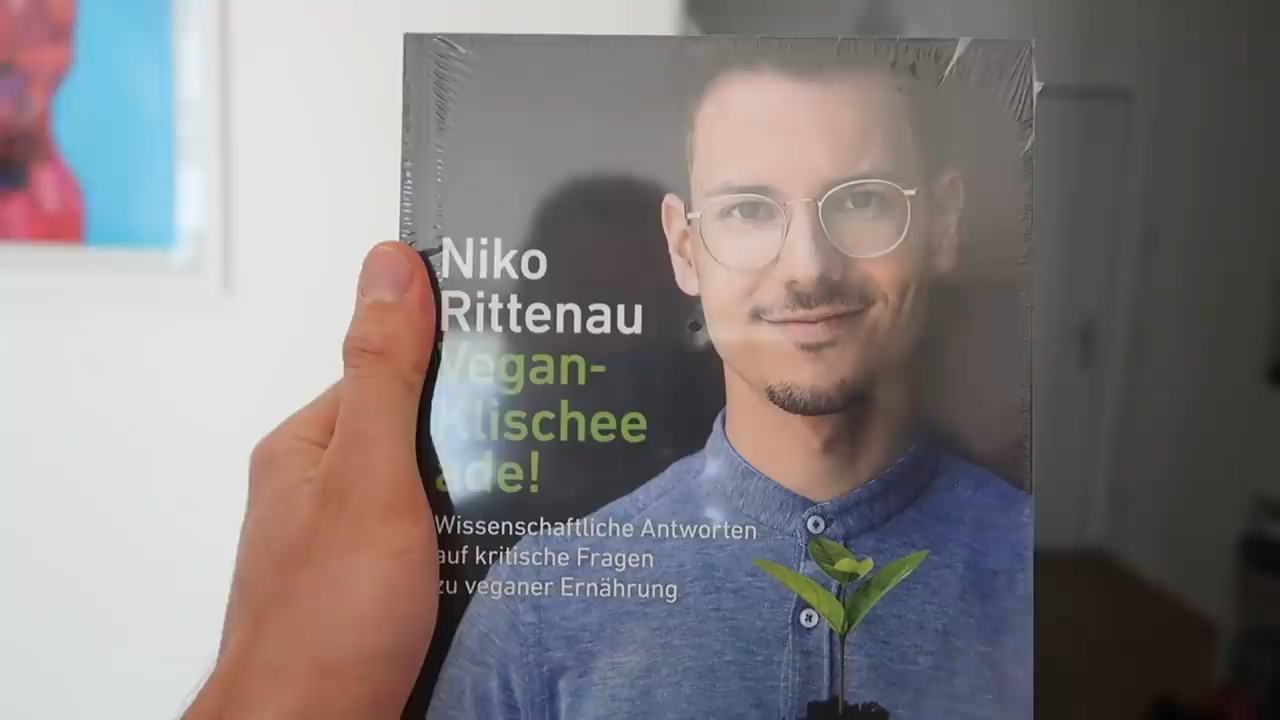 Niko
Rittenau
Vegan-
Klischee
ade!
Wissenschaftliche Antworten
auf kritische Fragen
zu veganer Ernährung